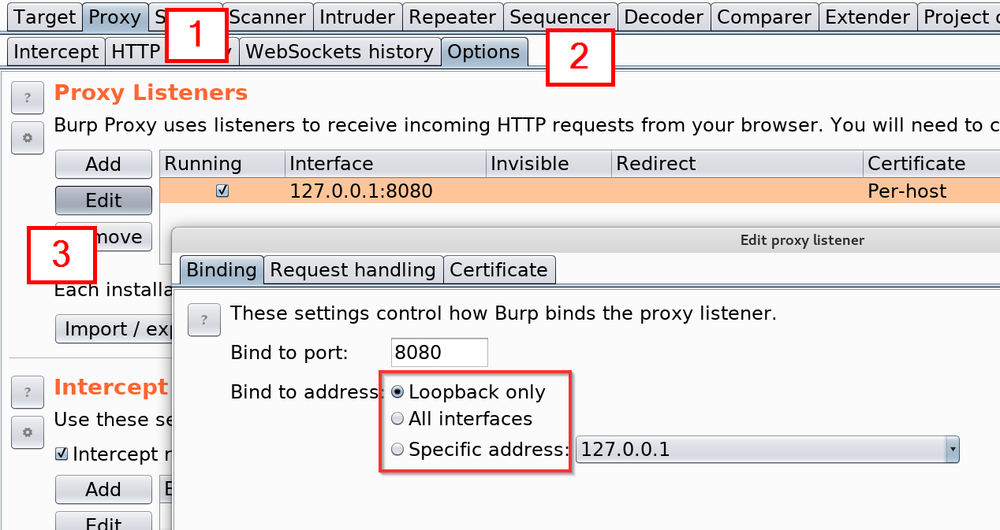 Target Proxy S Scanner Intruder Repeater Sequencer Decoder Comparer Extender Project
1
Intercept HTTP WebSockets history Options
2
? Proxy Listeners
Burp Proxy uses listeners to receive incoming HTTP requests from your browser. You will need to c
Add Running Interface Invisible Redirect Certificate
Edit 127.0.0.1:8080 Per-host
move
3
Edit proxy listener
Binding Request handling Certificate
Each installa
? These settings control how Burp binds the proxy listener.
Import / exp
Bind to port: 8080
? Intercept
Bind to address: Loopback only
Use these se
All interfaces
Intercept r
Specific address: 127.0.0.1
Add E
Edit